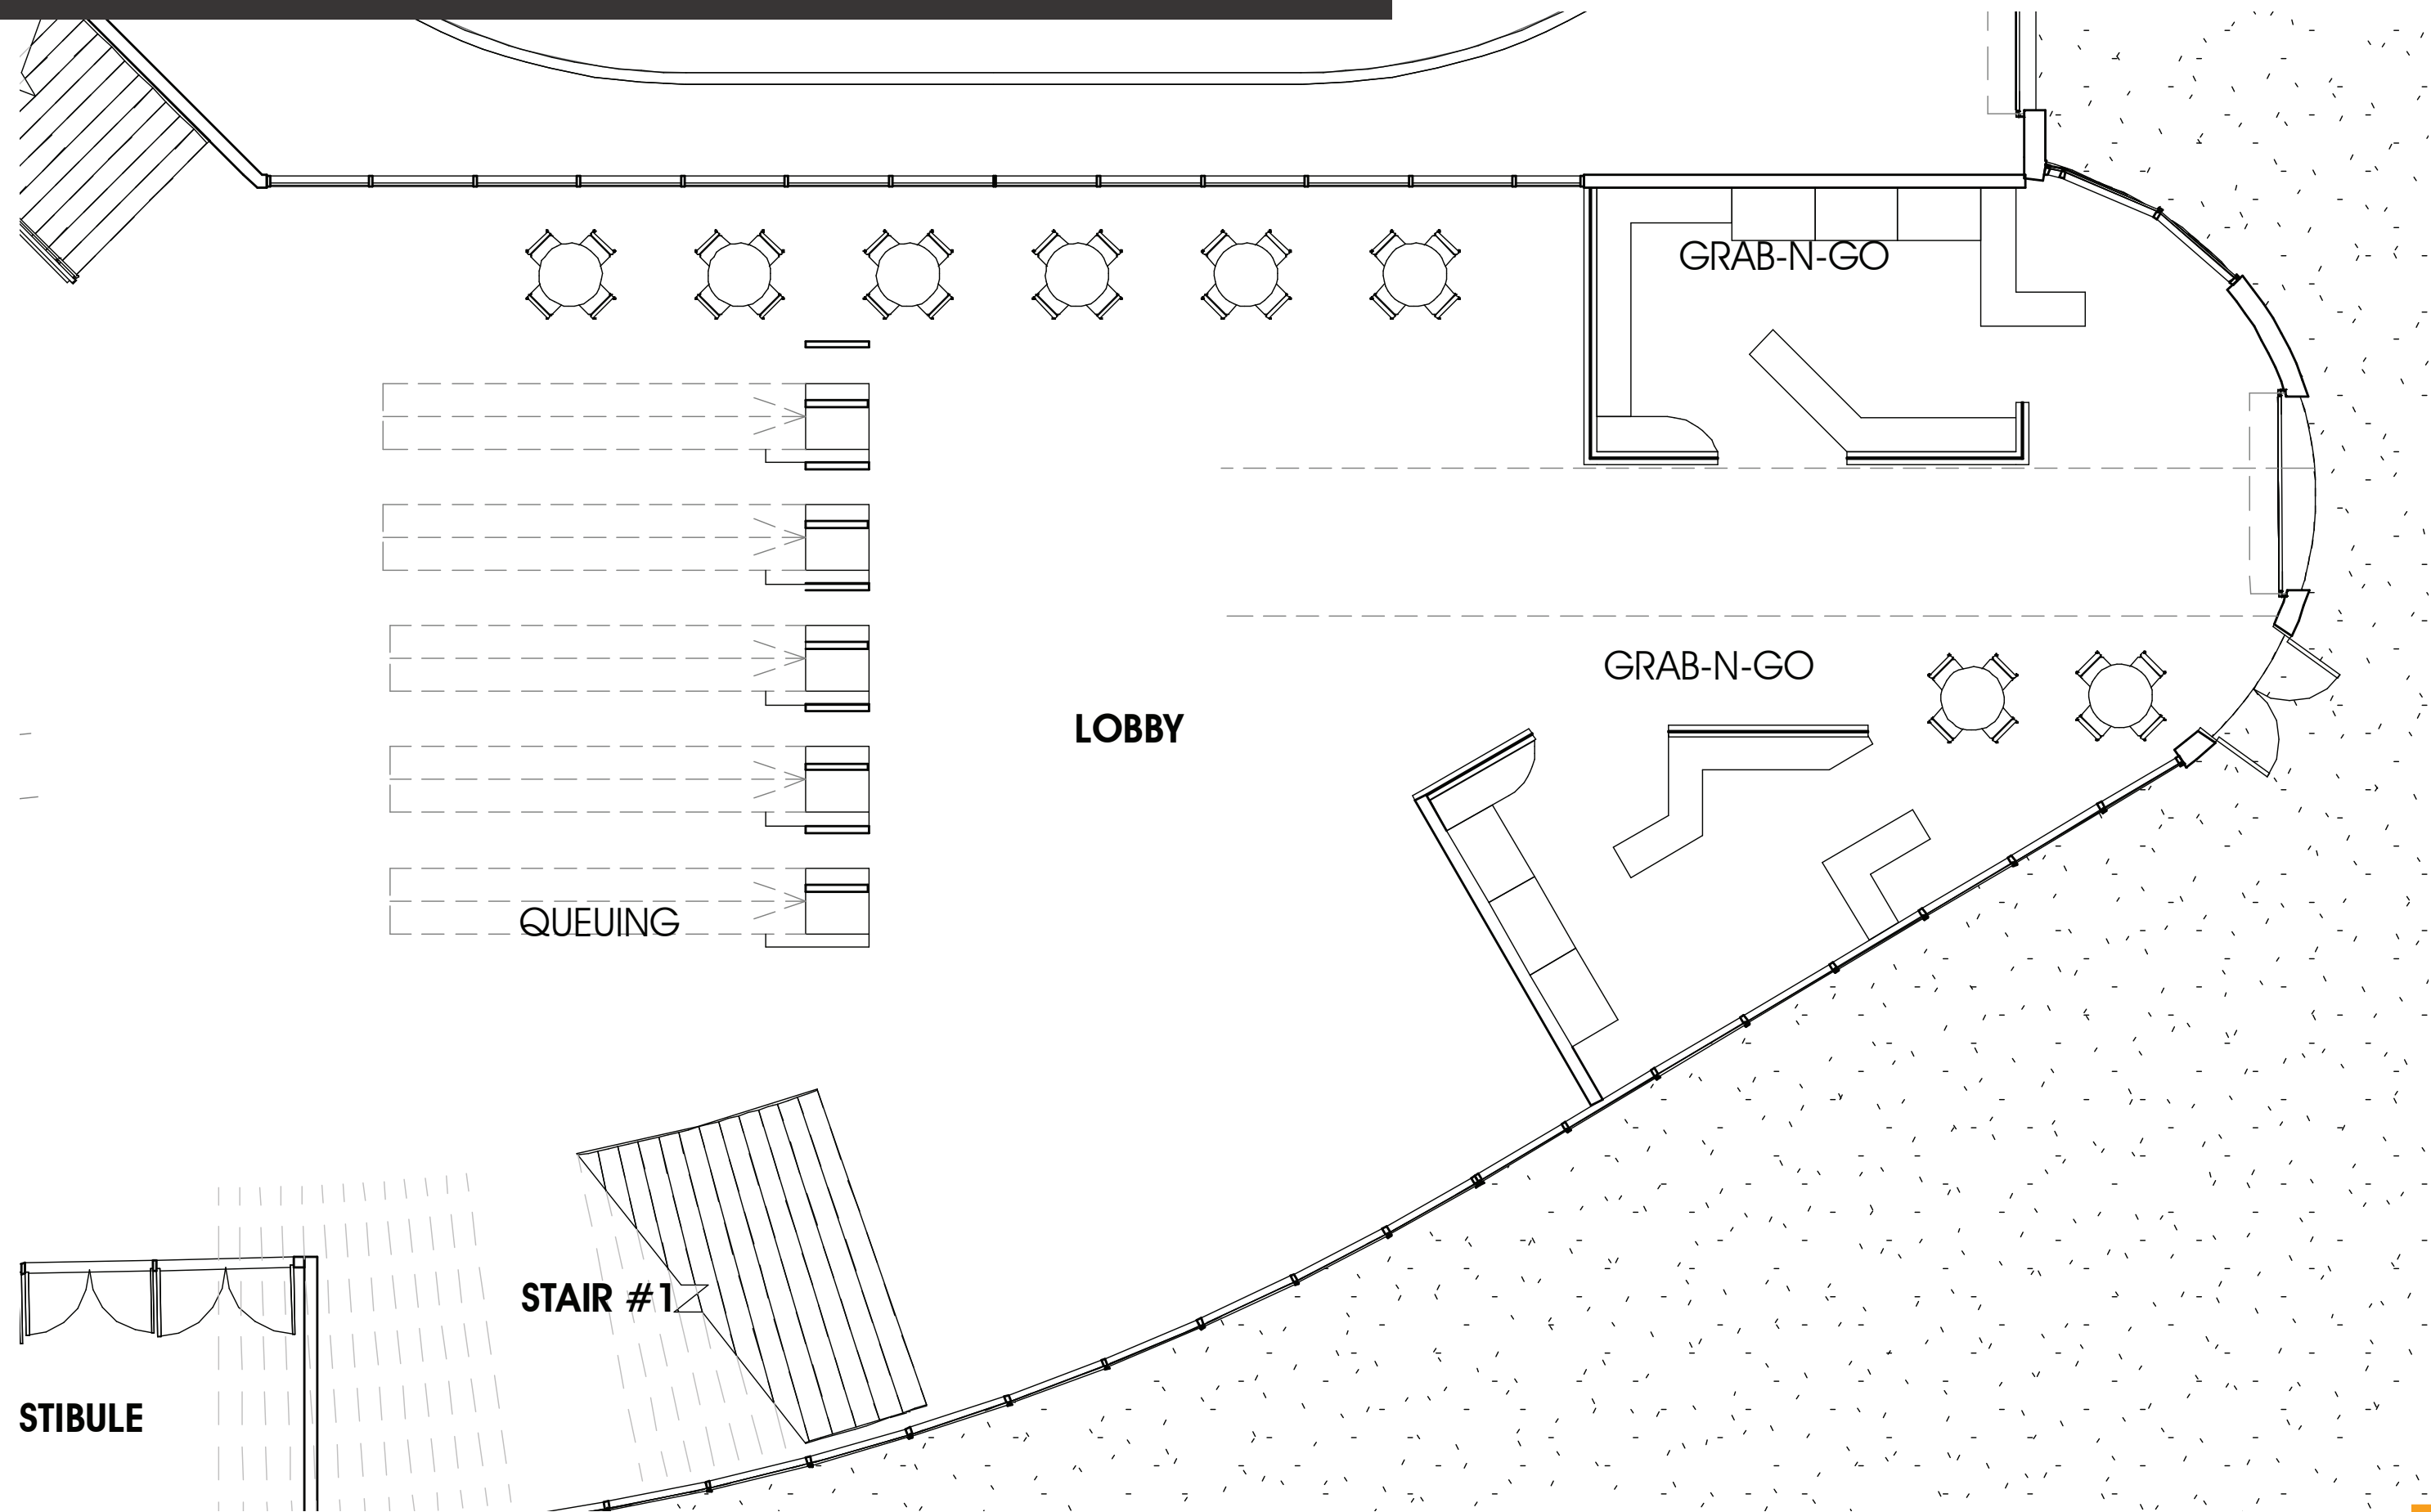 GRAB-N-GO
GRAB-N-GO
LOBBY
QUEUING
STAIR #1
STIBULE